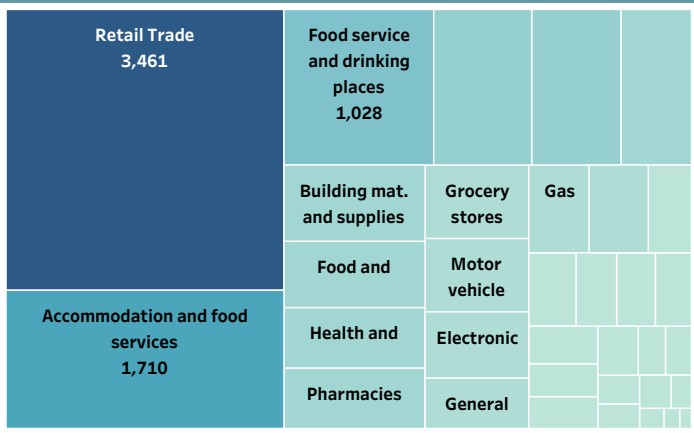 Retail Trade
3,461
Accommodation and food
services
1,710
Food service
and drinking
places
1,028
Building mat.
and supplies
Food and
Health and
Pharmacies
Grocery
stores
Motor
vehicle
Electronic
General
Gas